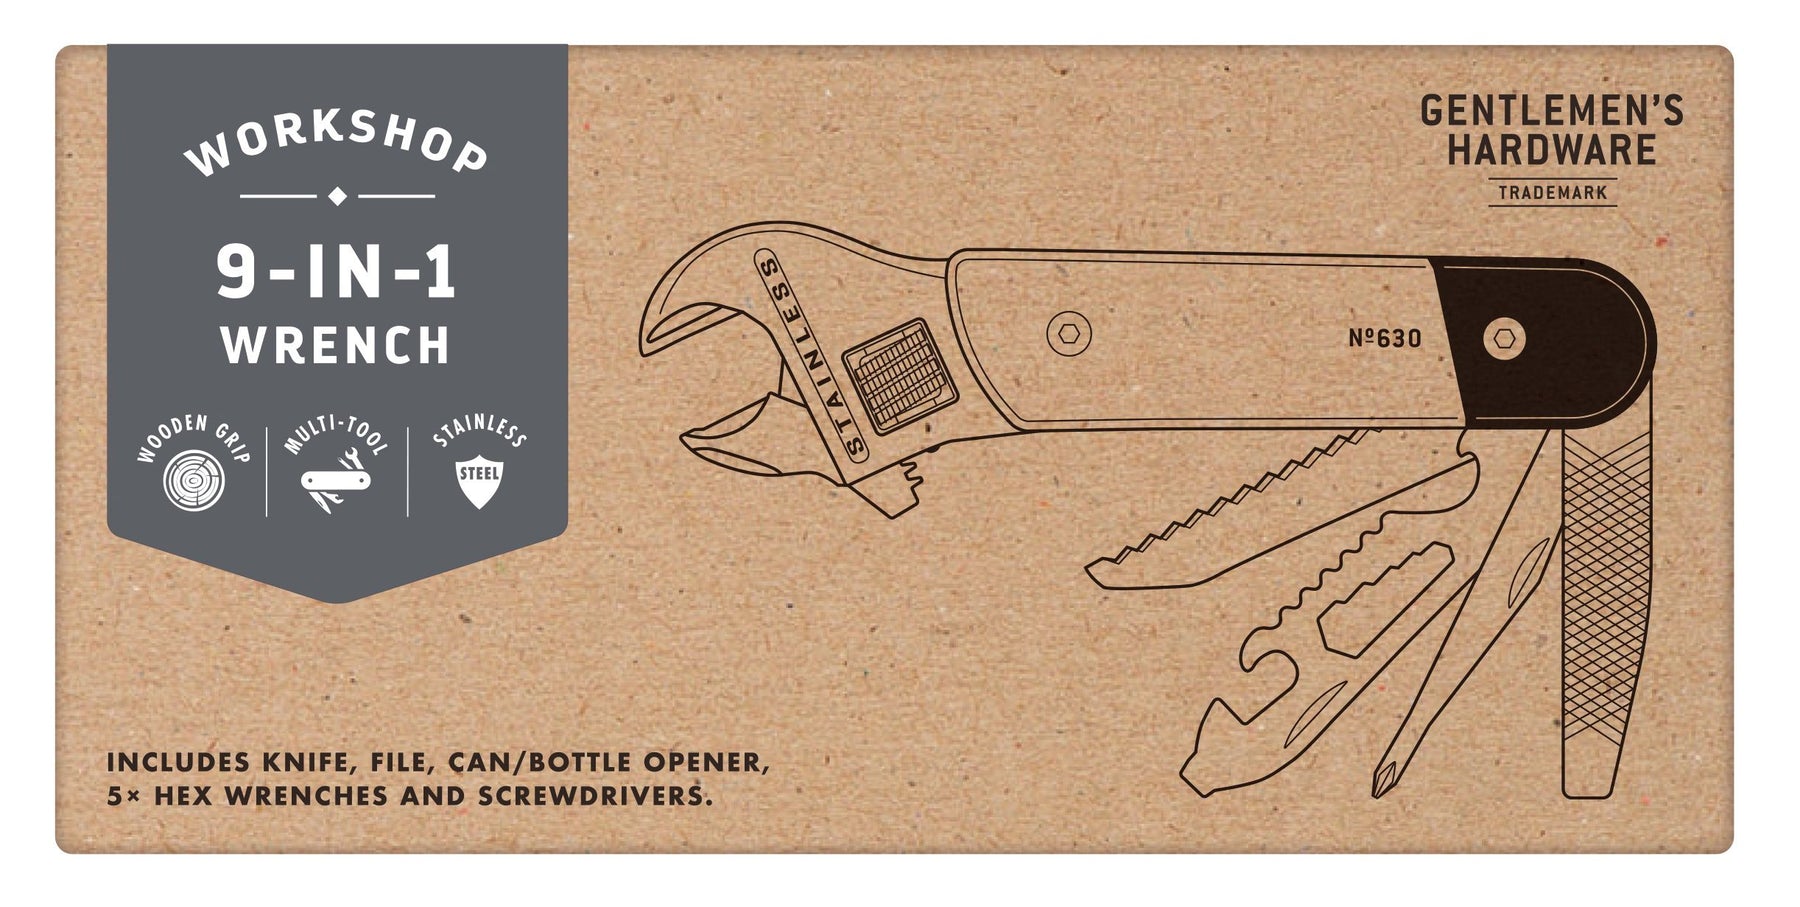 WORKSHOP
9-IN-1
WRENCH
WOODEN GRIP
MULTI-TOOL
STAINLESS
STEEL
GENTLEMEN'S
HARDWARE
TRADEMARK
STAINLESS
Nº630
INCLUDES KNIFE, FILE, CAN/BOTTLE OPENER,
5× HEX WRENCHES AND SCREWDRIVERS.